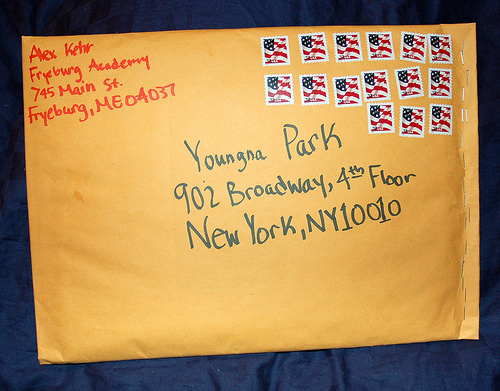 Alex Kehr
Fryeburg Academy
745 Main St.
Fryeburg, ME 04037
Youngna Park
902 Broadway, 4th Floor
New York, NY 10010